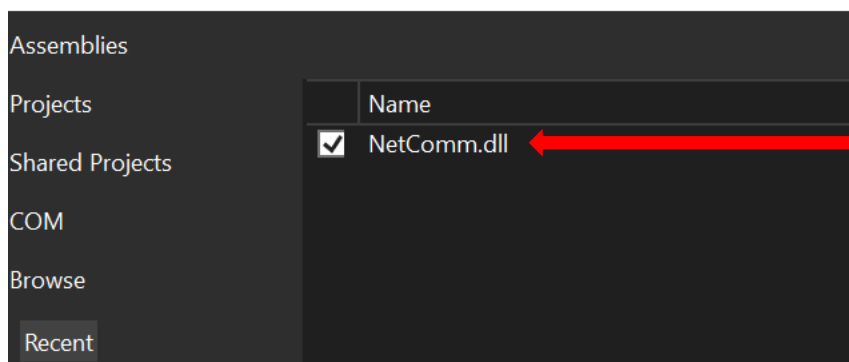 Assemblies
Projects
Shared Projects
COM
Browse
Recent
Name
NetComm.dll